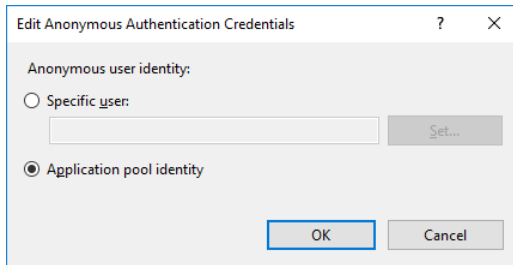 Edit Anonymous Authentication Credentials ? ×
Anonymous user identity:
Specific user:
Set...
Application pool identity
OK Cancel